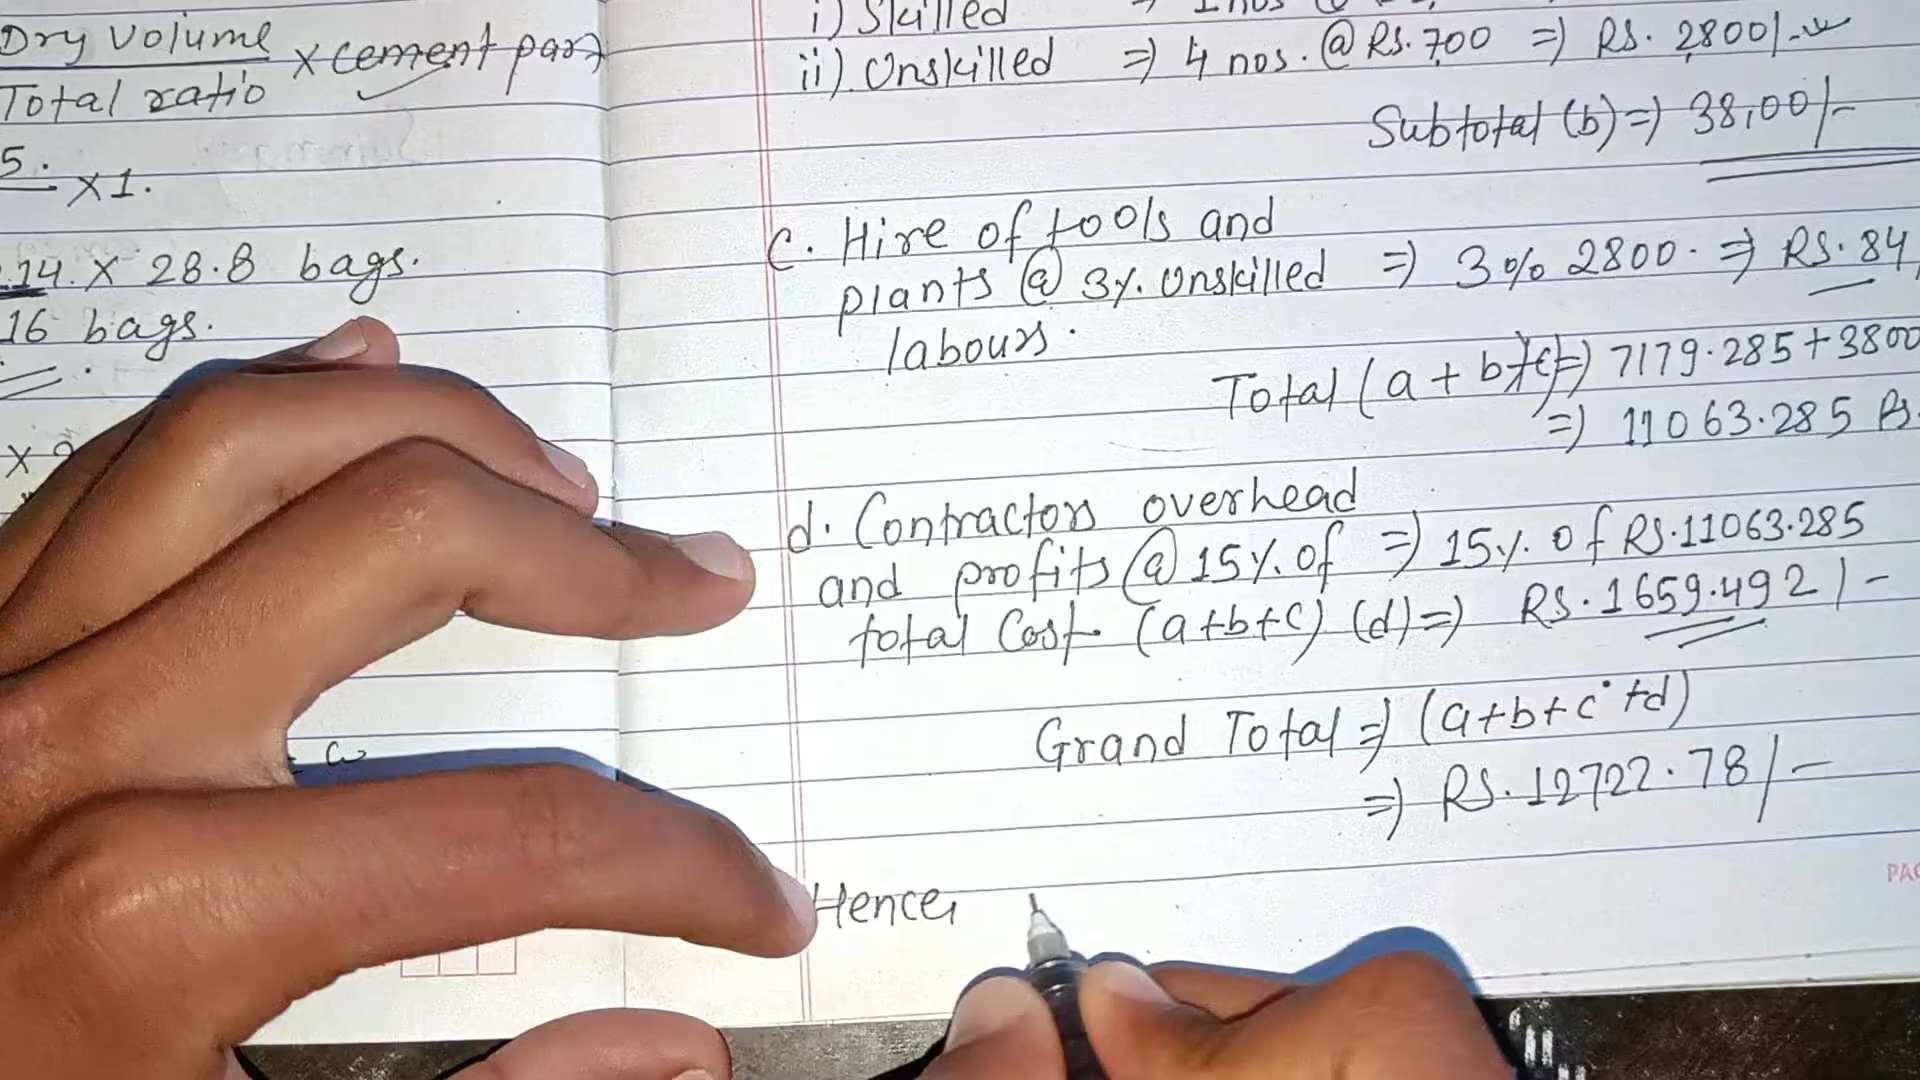 Dry volume
Total ratio
× cement part
5.
×1.
.14. × 28.8 bags.
16 bags.
i) Skilled
ii) Unskilled => 4 nos. @ Rs. 700 => Rs. 2800/-
Subtotal (b) => 38,00/-
C. Hire of tools and
plants @ 3%. Unskilled => 3% 2800. => Rs. 84
labours.
Total (a + b + c) => 7179.285 + 3800
=> 11063.285 Rs.
d. Contractors overhead
and profits @ 15%. of => 15%. of Rs. 11063.285
total Cost (a+b+c) (d) => Rs. 1659.492/-
Grand Total => (a+b+c+d)
=> Rs. 12722.78/-
Hence,